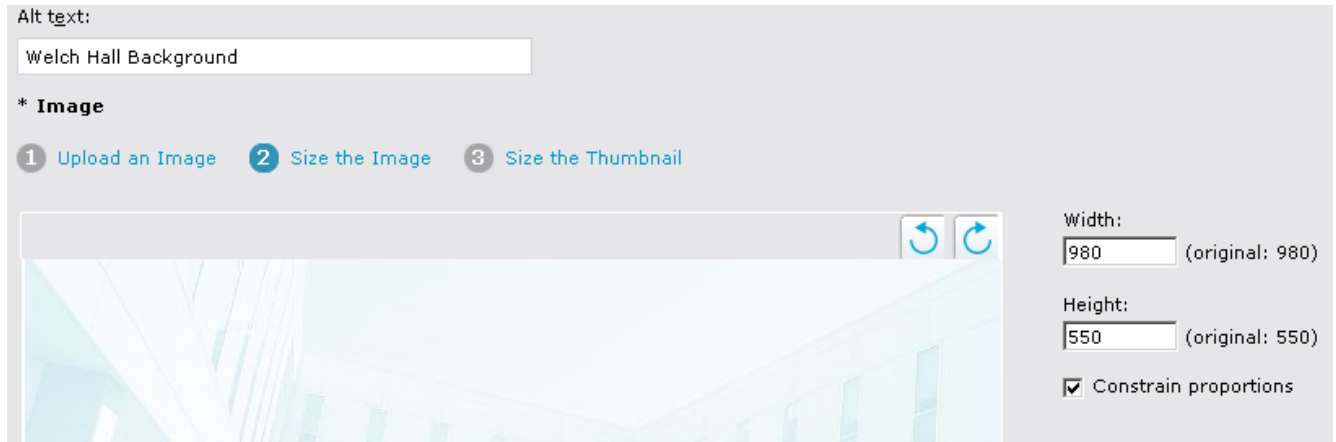 Alt text:
Welch Hall Background
* Image
1 Upload an Image 2 Size the Image 3 Size the Thumbnail
Width:
980 (original: 980)
Height:
550 (original: 550)
Constrain proportions